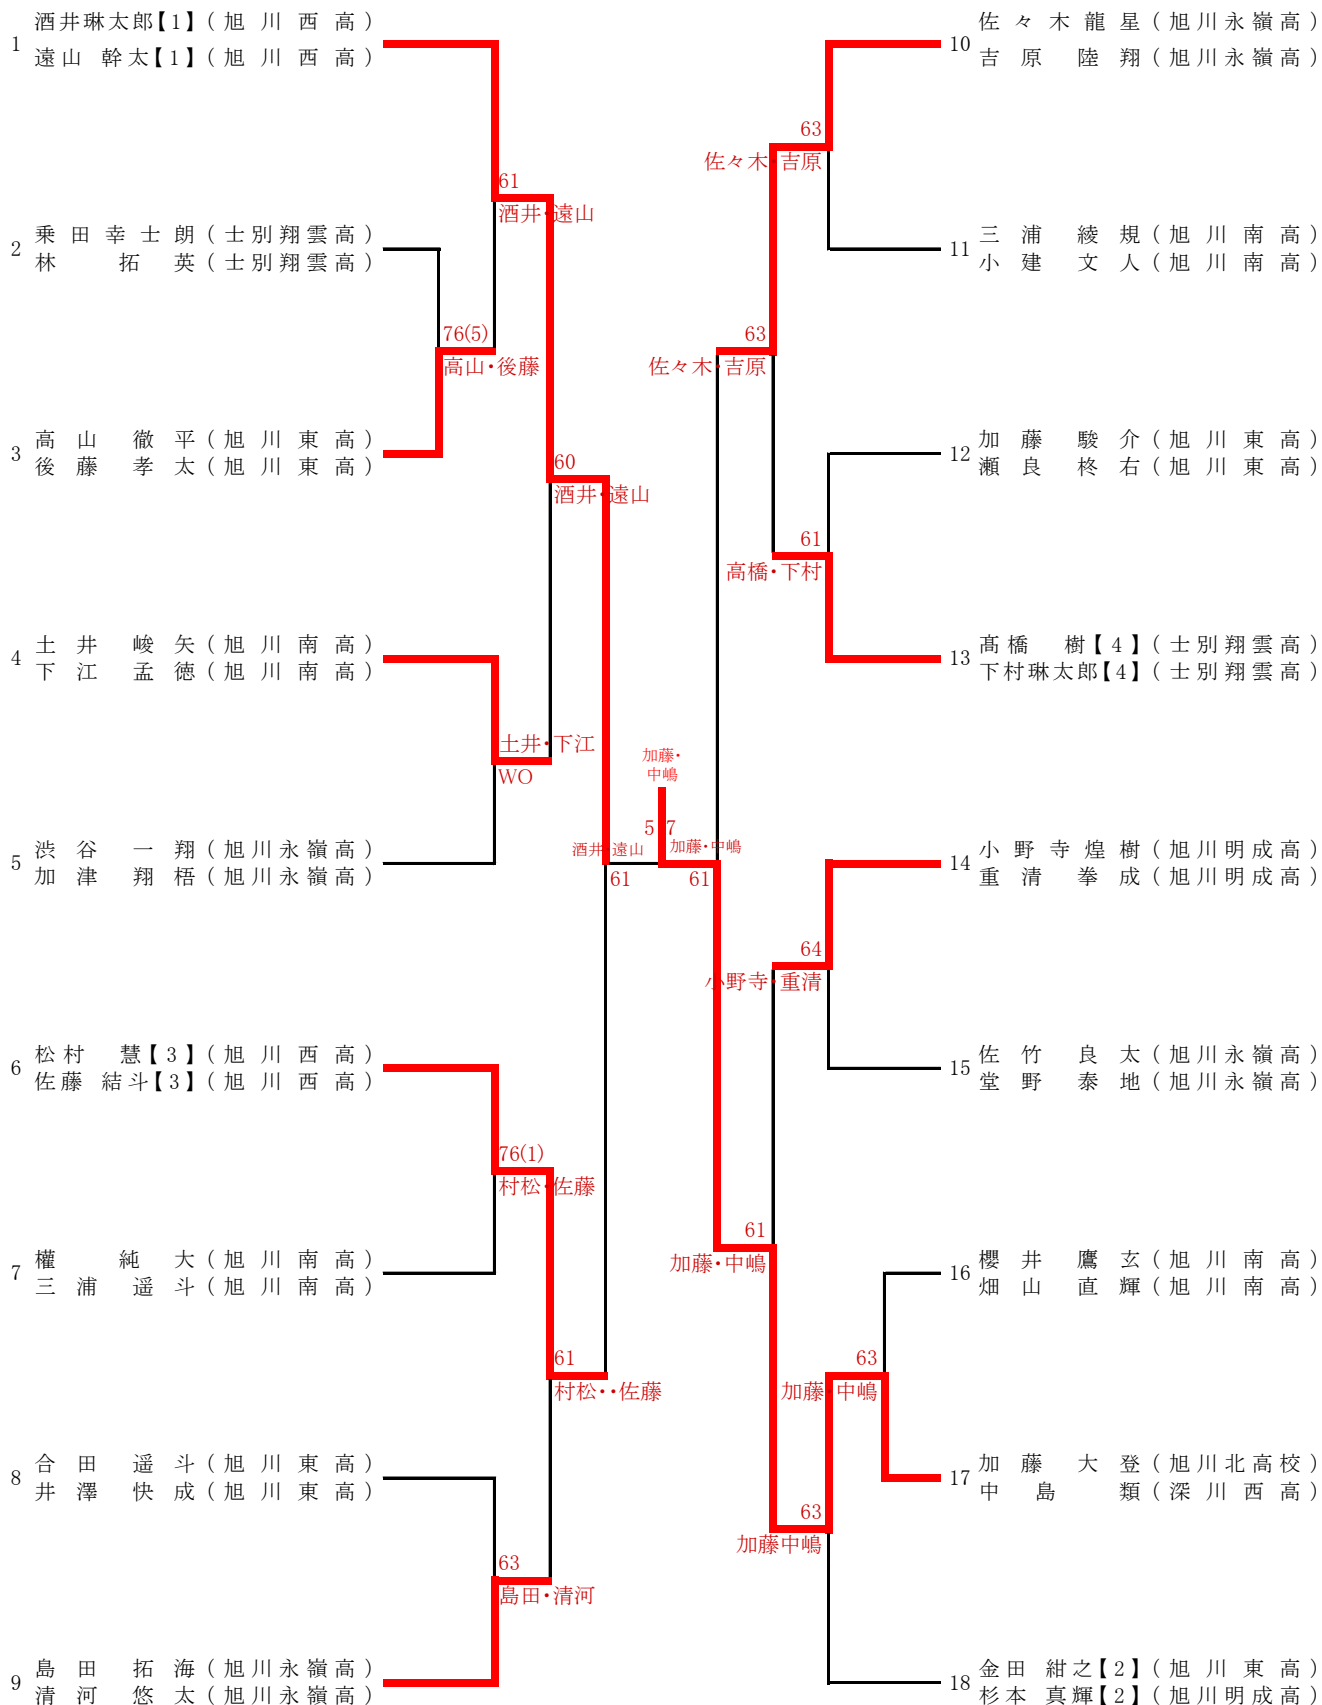 酒井琳太郎【1】(旭川西高)
1
遠山 幹太【1】(旭川西高)
61
酒井・遠山
乗田幸士朗(士別翔雲高)
2
林 拓英(士別翔雲高)
76(5)
高山・後藤
高山 徹平(旭川東高)
3
後藤 孝太(旭川東高)
60
酒井・遠山
土井 峻矢(旭川南高)
4
下江 孟徳(旭川南高)
土井・下江
WO
渋谷 一翔(旭川永嶺高)
5
加津 翔梧(旭川永嶺高)
酒井・遠山
61
松村 慧【3】(旭川西高)
6
佐藤 結斗【3】(旭川西高)
76(1)
村松・佐藤
權 純大(旭川南高)
7
三浦 遥斗(旭川南高)
61
村松・・佐藤
合田 遥斗(旭川東高)
8
井澤 快成(旭川東高)
63
島田・清河
島田 拓海(旭川永嶺高)
9
清河 悠太(旭川永嶺高)
加藤・
中嶋
5 7
加藤・中嶋
61
佐々木龍星(旭川永嶺高)
10
吉原 陸翔(旭川永嶺高)
63
佐々木・吉原
三浦 綾規(旭川南高)
11
小建 文人(旭川南高)
63
佐々木・吉原
加藤 駿介(旭川東高)
12
瀬良 柊右(旭川東高)
61
高橋・下村
髙橋 樹【4】(士別翔雲高)
13
下村琳太郎【4】(士別翔雲高)
小野寺煌樹(旭川明成高)
14
重清 拳成(旭川明成高)
64
小野寺・重清
佐竹 良太(旭川永嶺高)
15
堂野 泰地(旭川永嶺高)
61
加藤・中嶋
櫻井 鷹玄(旭川南高)
16
畑山 直輝(旭川南高)
63
加藤・中嶋
加藤 大登(旭川北高校)
17
中島 類(深川西高)
63
加藤中嶋
金田 紺之【2】(旭川東高)
18
杉本 真輝【2】(旭川明成高)